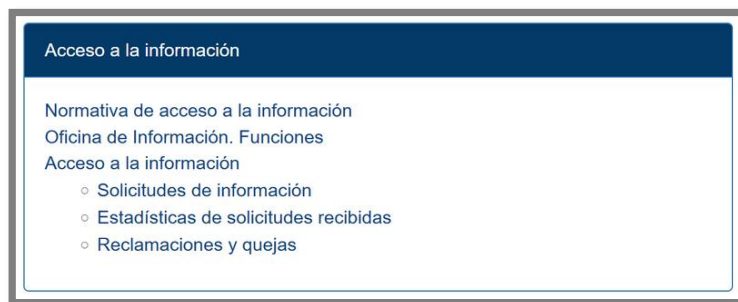 Acceso a la información
Normativa de acceso a la información
Oficina de Información. Funciones
Acceso a la información
Solicitudes de información
Estadísticas de solicitudes recibidas
Reclamaciones y quejas